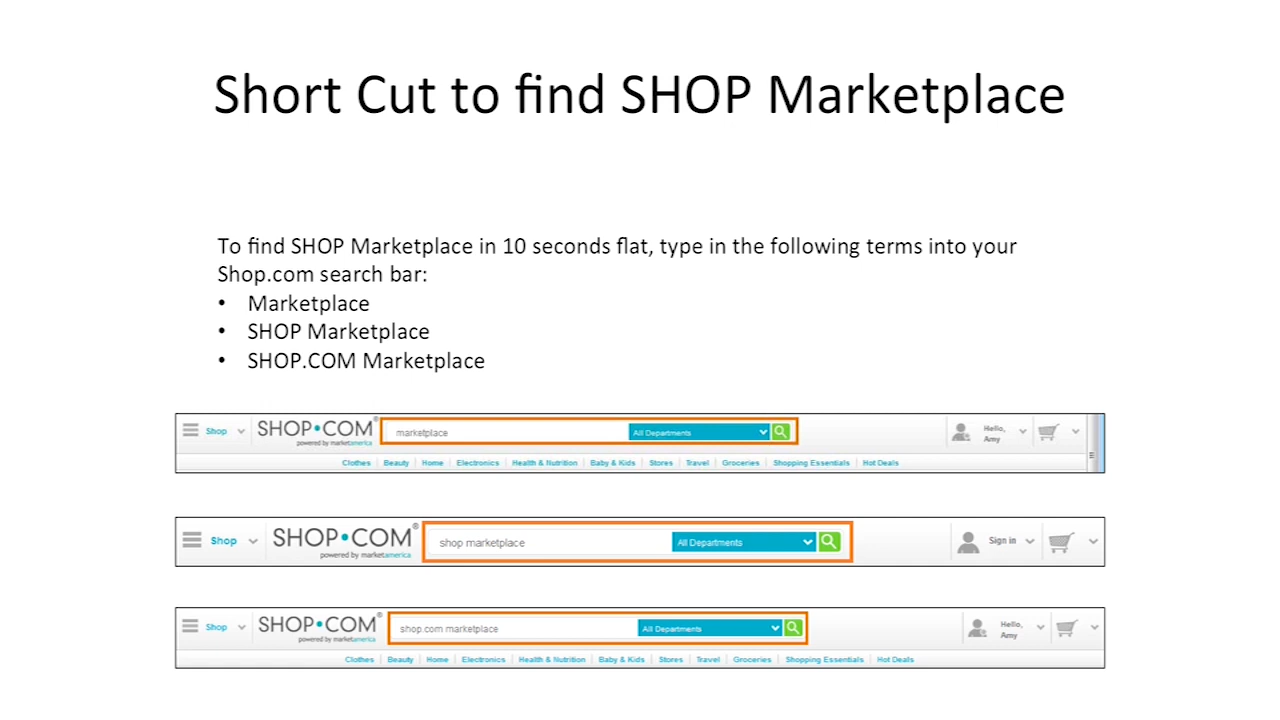 Short Cut to find SHOP Marketplace
To find SHOP Marketplace in 10 seconds flat, type in the following terms into your
Shop.com search bar:
• Marketplace
• SHOP Marketplace
• SHOP.COM Marketplace
Shop SHOP•COM® marketplace All Departments Hello,
powered by marketamerica Amy
Clothes Beauty Home Electronics Health & Nutrition Baby & Kids Stores Travel Groceries Shopping Essentials Hot Deals
Shop SHOP•COM® shop marketplace All Departments Sign in
powered by marketamerica
Shop SHOP•COM® shop.com marketplace All Departments Hello,
powered by marketamerica Amy
Clothes Beauty Home Electronics Health & Nutrition Baby & Kids Stores Travel Groceries Shopping Essentials Hot Deals